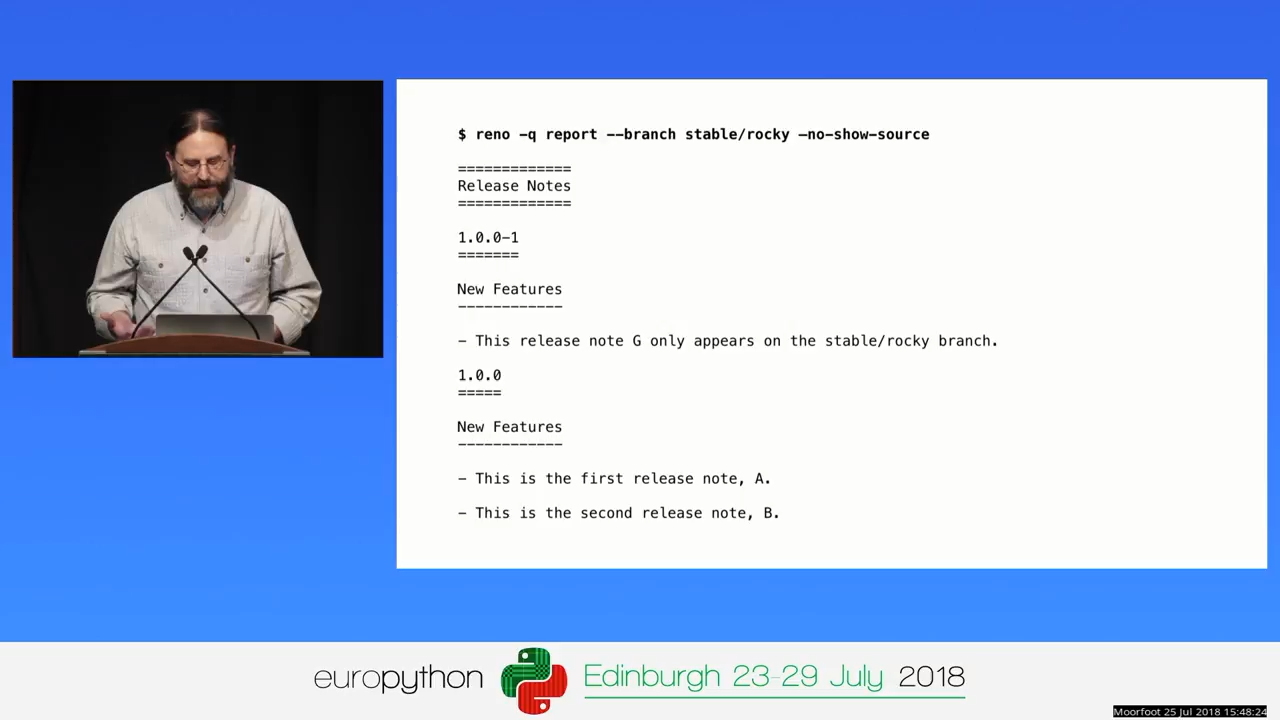 $ reno -q report --branch stable/rocky –no-show-source
=============
Release Notes
=============
1.0.0-1
=======
New Features
------------
- This release note G only appears on the stable/rocky branch.
1.0.0
=====
New Features
------------
- This is the first release note, A.
- This is the second release note, B.
europython Edinburgh 23-29 July 2018
Moorfoot 25 Jul 2018 15:48:24